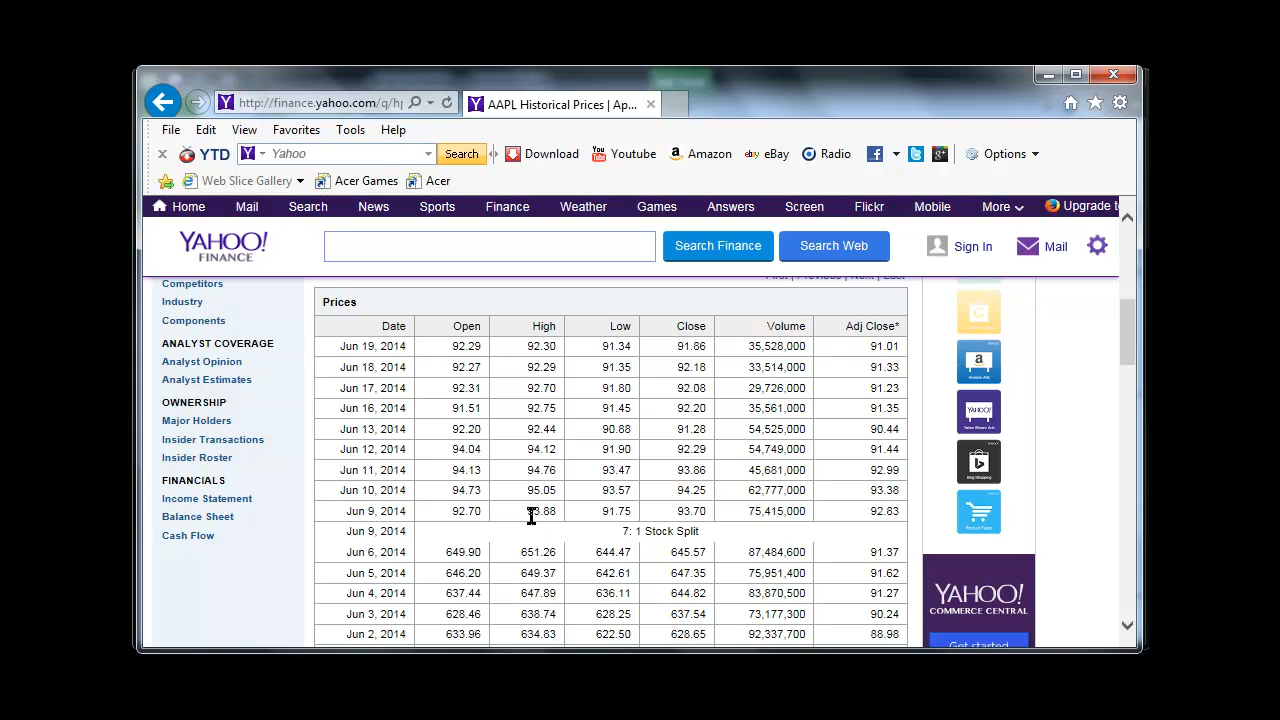 http://finance.yahoo.com/q/hp
AAPL Historical Prices | Ap...
File Edit View Favorites Tools Help
YTD Yahoo Search Download You Tube Youtube a Amazon ebay eBay Radio Options
Web Slice Gallery Acer Games Acer
Home Mail Search News Sports Finance Weather Games Answers Screen Flickr Mobile More Upgrade to
YAHOO! FINANCE Search Finance Search Web Sign In Mail
First | Previous | Next | Last
Competitors
Industry
Components
ANALYST COVERAGE
Analyst Opinion
Analyst Estimates
OWNERSHIP
Major Holders
Insider Transactions
Insider Roster
FINANCIALS
Income Statement
Balance Sheet
Cash Flow
Prices
Date Open High Low Close Volume Adj Close*
Jun 19, 2014 92.29 92.30 91.34 91.86 35,528,000 91.01
Jun 18, 2014 92.27 92.29 91.35 92.18 33,514,000 91.33
Jun 17, 2014 92.31 92.70 91.80 92.08 29,726,000 91.23
Jun 16, 2014 91.51 92.75 91.45 92.20 35,561,000 91.35
Jun 13, 2014 92.20 92.44 90.88 91.28 54,525,000 90.44
Jun 12, 2014 94.04 94.12 91.90 92.29 54,749,000 91.44
Jun 11, 2014 94.13 94.76 93.47 93.86 45,681,000 92.99
Jun 10, 2014 94.73 95.05 93.57 94.25 62,777,000 93.38
Jun 9, 2014 92.70 93.88 91.75 93.70 75,415,000 92.83
Jun 9, 2014 7: 1 Stock Split
Jun 6, 2014 649.90 651.26 644.47 645.57 87,484,600 91.37
Jun 5, 2014 646.20 649.37 642.61 647.35 75,951,400 91.62
Jun 4, 2014 637.44 647.89 636.11 644.82 83,870,500 91.27
Jun 3, 2014 628.46 638.74 628.25 637.54 73,177,300 90.24
Jun 2, 2014 633.96 634.83 622.50 628.65 92,337,700 88.98
YAHOO!
COMMERCE CENTRAL
Get started